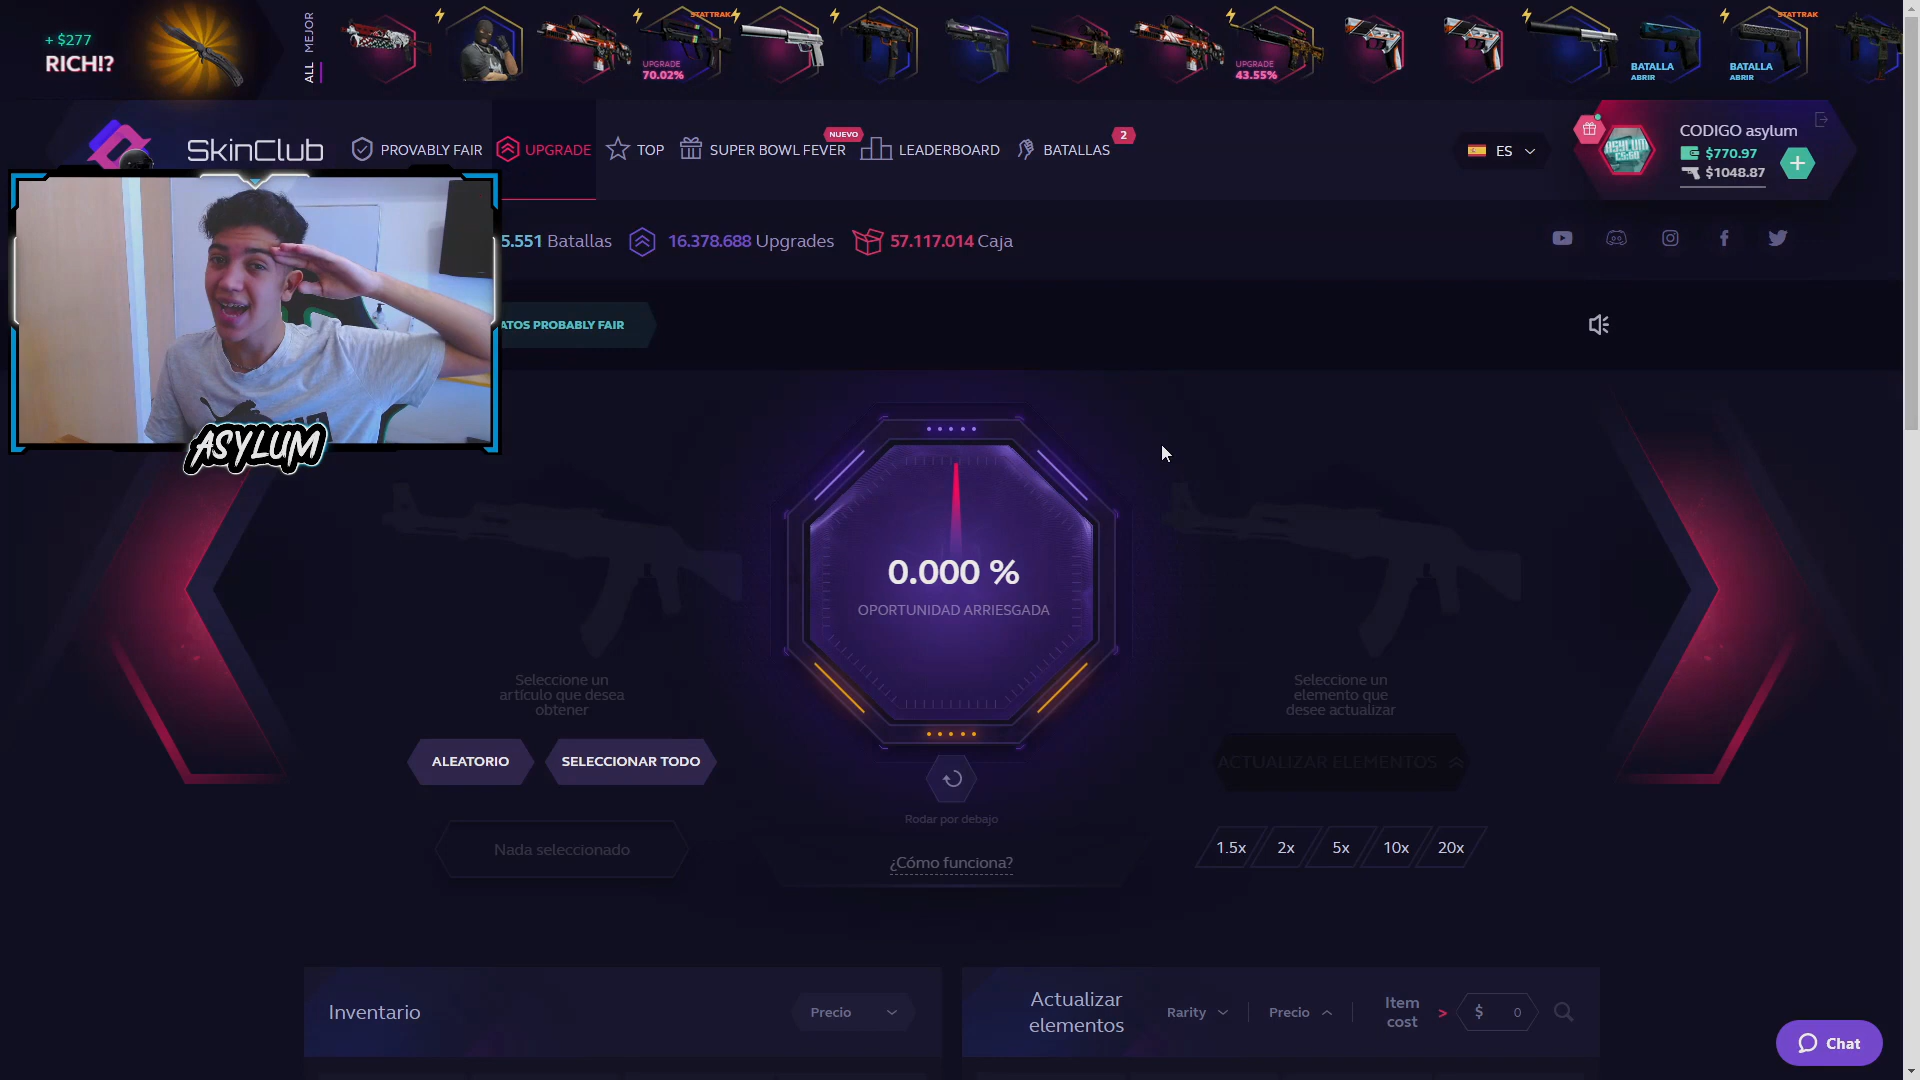 + $277
RICH!?
ALL MEJOR
STATTRAK
UPGRADE
70.02%
UPGRADE
43.55%
BATALLA
ABRIR
STATTRAK
BATALLA
ABRIR
SkinClub
PROVABLY FAIR
UPGRADE
TOP
NUEVO
SUPER BOWL FEVER
LEADERBOARD
BATALLAS
2
ES
CODIGO asylum
$770.97
$1048.87
5.551 Batallas
16.378.688 Upgrades
57.117.014 Caja
ATOS PROBABLY FAIR
ASYLUM
0.000 %
OPORTUNIDAD ARRIESGADA
Seleccione un
artículo que desea
obtener
ALEATORIO
SELECCIONAR TODO
Nada seleccionado
Rodar por debajo
¿Cómo funciona?
Seleccione un
elemento que
desee actualizar
ACTUALIZAR ELEMENTOS
1.5x
2x
5x
10x
20x
Inventario
Precio
Actualizar
elementos
Rarity
Precio
Item
cost
>
$ 0
Chat